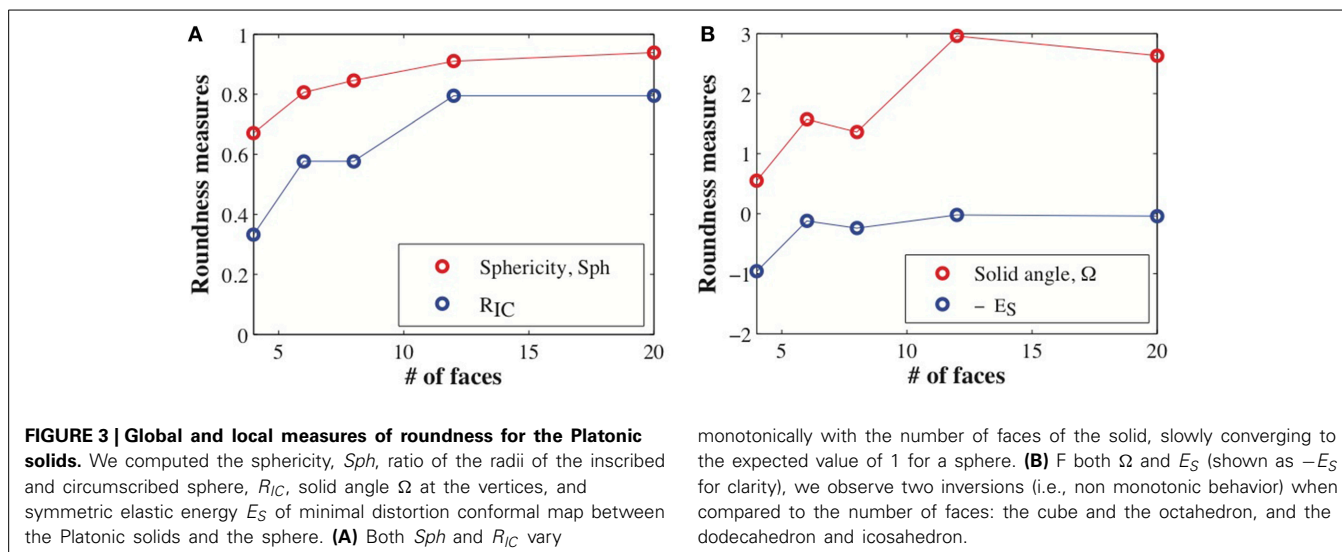 A
Roundness measures
1
0.8
0.6
0.4
0.2
0
5
10
15
20
# of faces
Sphericity, Sph
RIC
B
Roundness measures
3
2
1
0
−1
−2
5
10
15
20
# of faces
Solid angle, Ω
− ES
FIGURE 3 | Global and local measures of roundness for the Platonic
solids. We computed the sphericity, Sph, ratio of the radii of the inscribed
and circumscribed sphere, RIC, solid angle Ω at the vertices, and
symmetric elastic energy ES of minimal distortion conformal map between
the Platonic solids and the sphere. (A) Both Sph and RIC vary
monotonically with the number of faces of the solid, slowly converging to
the expected value of 1 for a sphere. (B) F both Ω and ES (shown as −ES
for clarity), we observe two inversions (i.e., non monotonic behavior) when
compared to the number of faces: the cube and the octahedron, and the
dodecahedron and icosahedron.